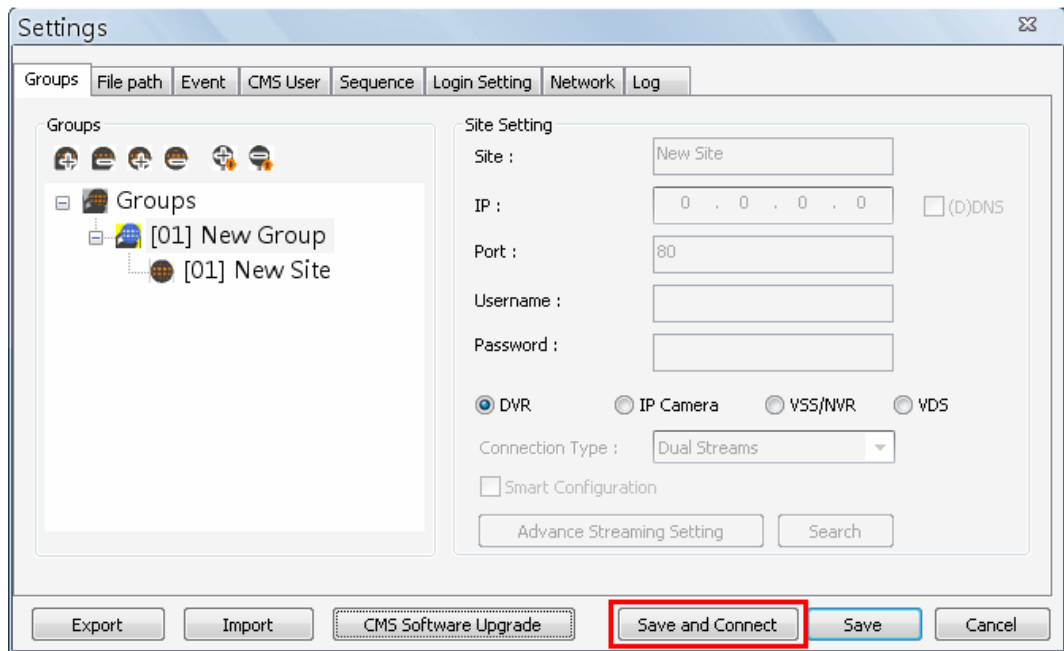 Settings
Groups File path Event CMS User Sequence Login Setting Network Log
Groups
Groups
[01] New Group
[01] New Site
Site Setting
Site : New Site
IP : 0 . 0 . 0 . 0 (D)DNS
Port : 80
Username :
Password :
DVR IP Camera VSS/NVR VDS
Connection Type : Dual Streams
Smart Configuration
Advance Streaming Setting Search
Export Import CMS Software Upgrade Save and Connect Save Cancel